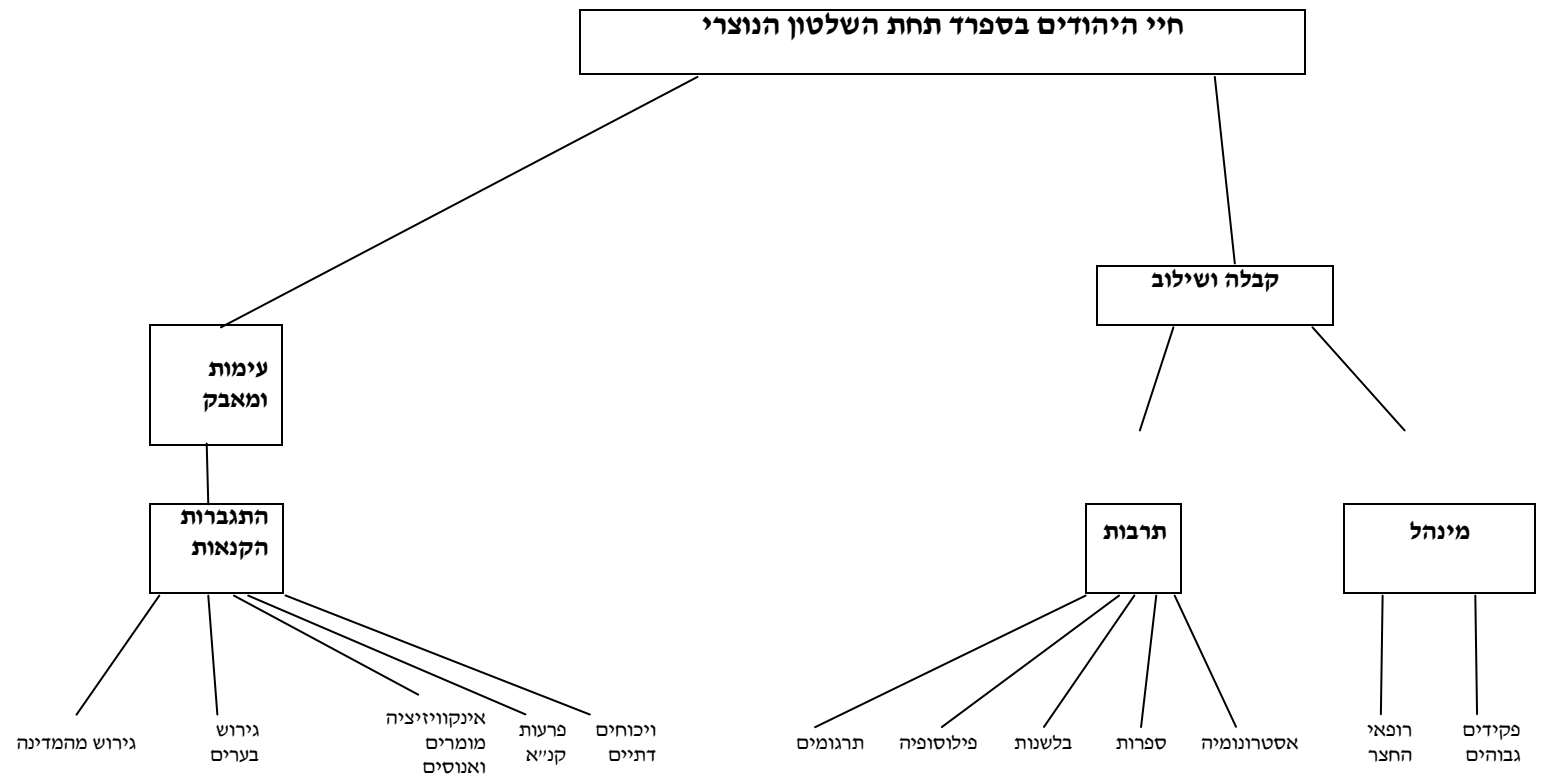 חיי היהודים בספרד תחת השלטון הנוצרי
קבלה ושילוב
עימות
ומאבק
מינהל
תרבות
התגברות
הקנאות
פקידים
גבוהים
רופאי
החצר
אסטרונומיה
ספרות
בלשנות
פילוסופיה
תרגומים
ויכוחים
דתיים
פרעות
קנ״א
אינקוויזיציה
מומרים
ואנוסים
גירוש
בערים
גירוש מהמדינה